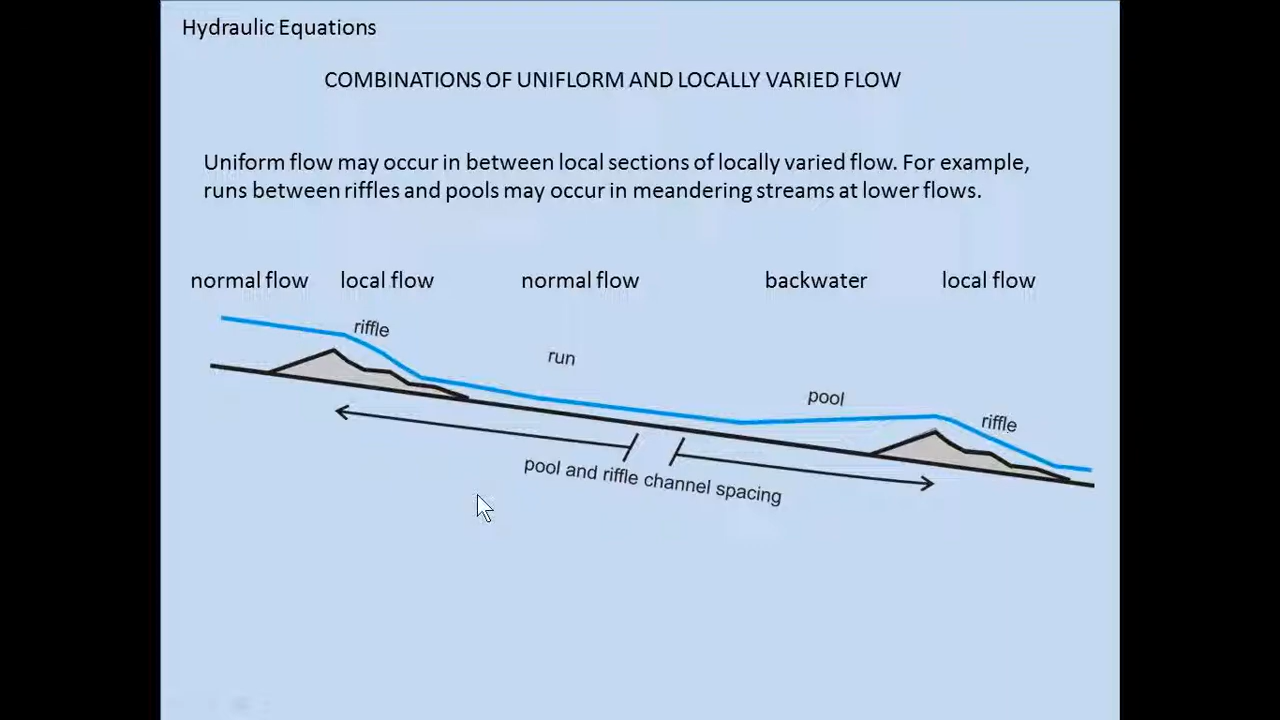 Hydraulic Equations
COMBINATIONS OF UNIFLORM AND LOCALLY VARIED FLOW
Uniform flow may occur in between local sections of locally varied flow. For example,
runs between riffles and pools may occur in meandering streams at lower flows.
normal flow local flow normal flow backwater local flow
riffle
run
pool
riffle
pool and riffle channel spacing